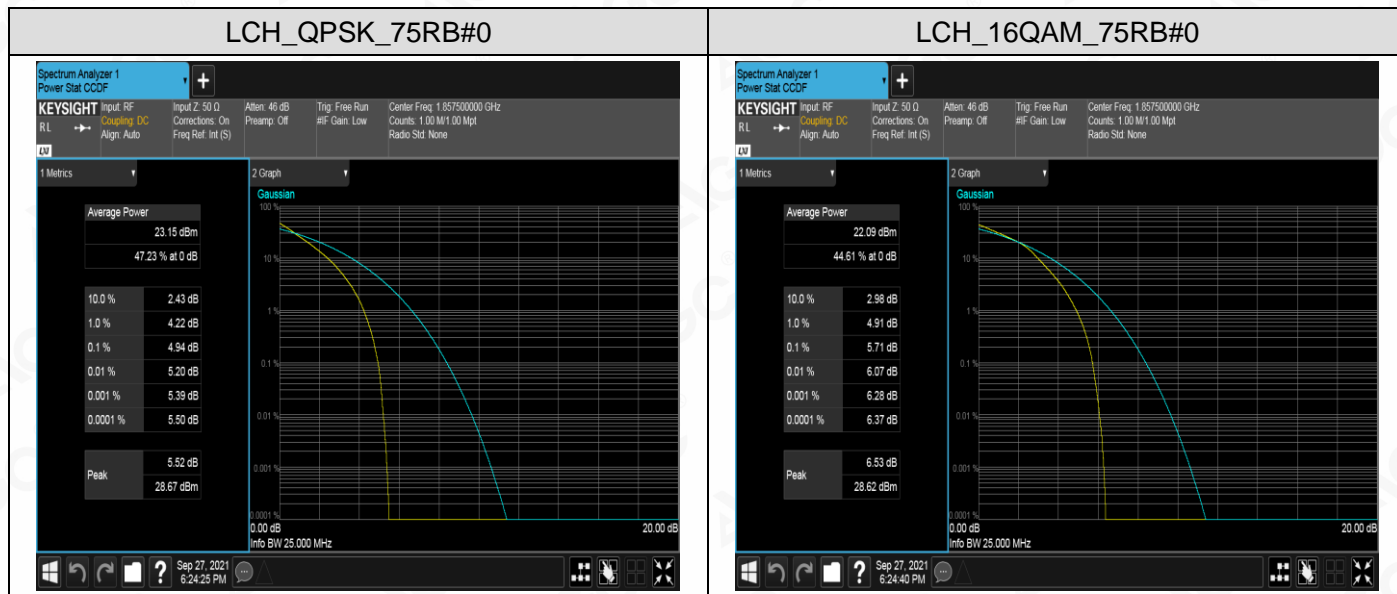 LCH_QPSK_75RB#0
Spectrum Analyzer 1
Power Stat CCDF
KEYSIGHT
RL
LXI
Input: RF
Coupling: DC
Align: Auto
Input Z: 50 Ω
Corrections: On
Freq Ref: Int (S)
Atten: 46 dB
Preamp: Off
Trig: Free Run
#IF Gain: Low
Center Freq: 1.857500000 GHz
Counts: 1.00 M/1.00 Mpt
Radio Std: None
1 Metrics
Average Power
23.15 dBm
47.23 % at 0 dB
10.0 % 2.43 dB
1.0 % 4.22 dB
0.1 % 4.94 dB
0.01 % 5.20 dB
0.001 % 5.39 dB
0.0001 % 5.50 dB
Peak
5.52 dB
28.67 dBm
2 Graph
Gaussian
100 %
10 %
1 %
0.1 %
0.01 %
0.001 %
0.0001 %
0.00 dB
20.00 dB
Info BW 25.000 MHz
Sep 27, 2021
6:24:25 PM
LCH_16QAM_75RB#0
Spectrum Analyzer 1
Power Stat CCDF
KEYSIGHT
RL
LXI
Input: RF
Coupling: DC
Align: Auto
Input Z: 50 Ω
Corrections: On
Freq Ref: Int (S)
Atten: 46 dB
Preamp: Off
Trig: Free Run
#IF Gain: Low
Center Freq: 1.857500000 GHz
Counts: 1.00 M/1.00 Mpt
Radio Std: None
1 Metrics
Average Power
22.09 dBm
44.61 % at 0 dB
10.0 % 2.98 dB
1.0 % 4.91 dB
0.1 % 5.71 dB
0.01 % 6.07 dB
0.001 % 6.28 dB
0.0001 % 6.37 dB
Peak
6.53 dB
28.62 dBm
2 Graph
Gaussian
100 %
10 %
1 %
0.1 %
0.01 %
0.001 %
0.0001 %
0.00 dB
20.00 dB
Info BW 25.000 MHz
Sep 27, 2021
6:24:40 PM